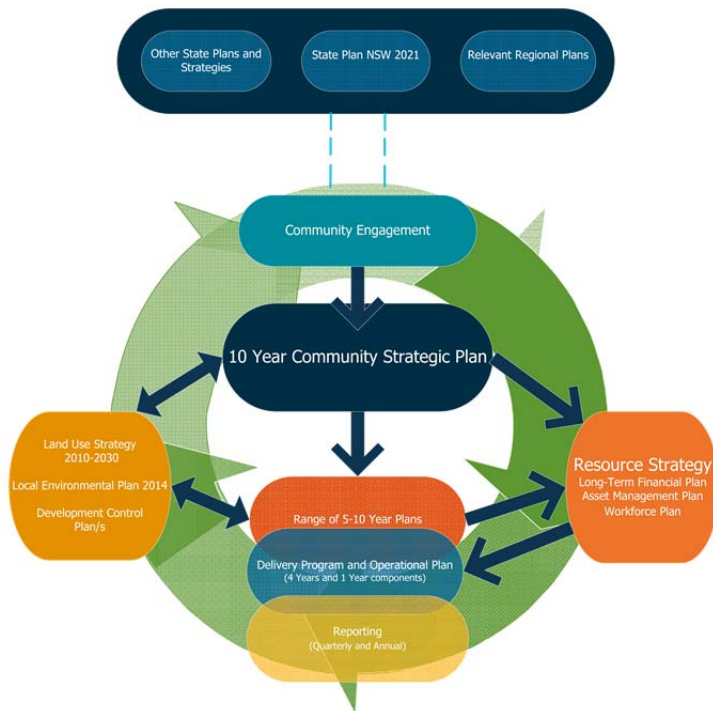 Other State Plans and
Strategies
State Plan NSW 2021
Relevant Regional Plans
Community Engagement
10 Year Community Strategic Plan
Land Use Strategy
2010-2030
Local Environmental Plan 2014
Development Control
Plan/s
Resource Strategy
Long-Term Financial Plan
Asset Management Plan
Workforce Plan
Range of 5-10 Year Plans
Delivery Program and Operational Plan
(4 Years and 1 Year components)
Reporting
(Quarterly and Annual)